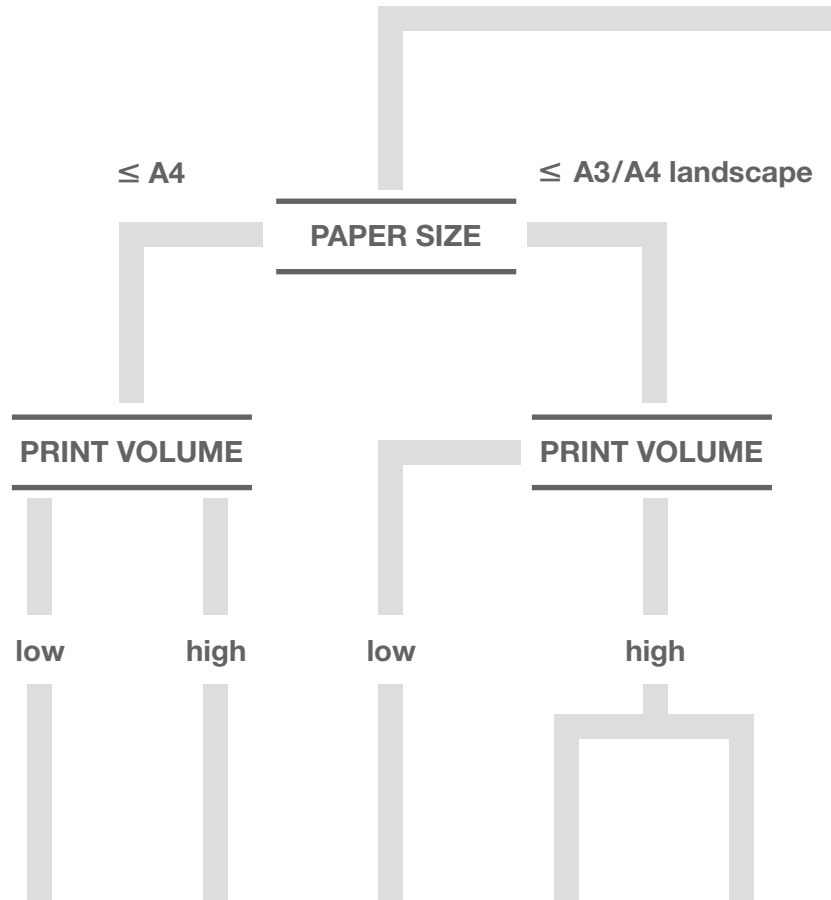 ≤ A4
≤ A3/A4 landscape
PAPER SIZE
PRINT VOLUME
PRINT VOLUME
low
high
low
high